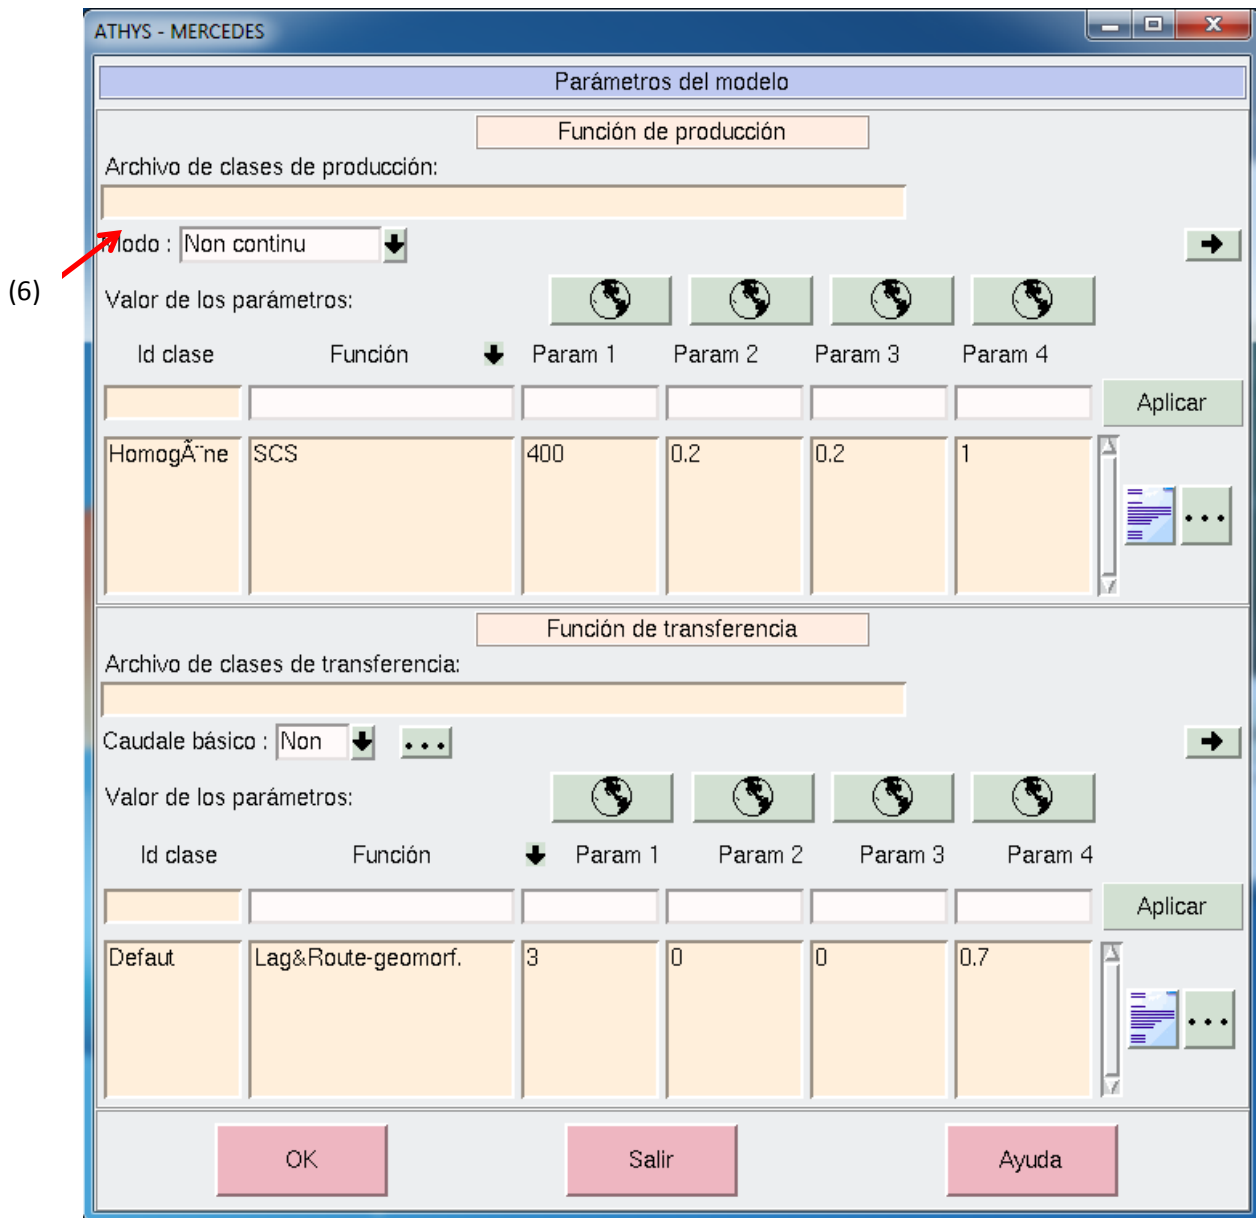 ATHYS - MERCEDES
Parámetros del modelo
Función de producción
Archivo de clases de producción:
Modo : Non continu
(6)
Valor de los parámetros:
Id clase Función Param 1 Param 2 Param 3 Param 4
Aplicar
HomogÃ¨ne SCS 400 0.2 0.2 1
...
Función de transferencia
Archivo de clases de transferencia:
Caudale básico : Non ...
Valor de los parámetros:
Id clase Función Param 1 Param 2 Param 3 Param 4
Aplicar
Defaut Lag&Route-geomorf. 3 0 0 0.7
...
OK Salir Ayuda